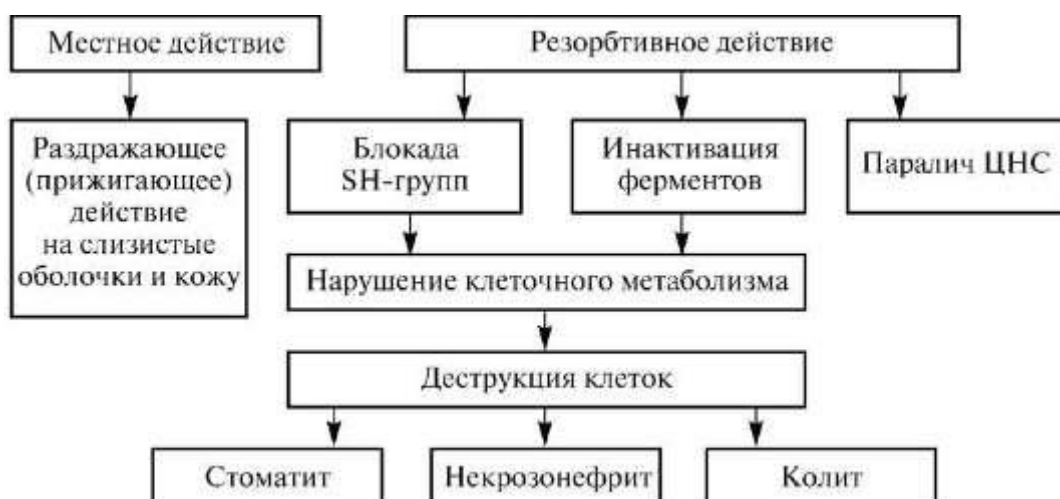 Местное действие
Резорбтивное действие
Раздражающее
(прижигающее)
действие
на слизистые
оболочки и кожу
Блокада
SH-групп
Инактивация
ферментов
Паралич ЦНС
Нарушение клеточного метаболизма
Деструкция клеток
Стоматит
Некрозонефрит
Колит